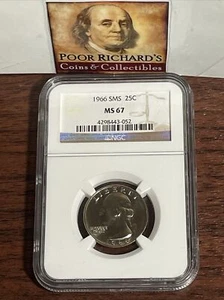 POOR RICHARD'S
Coins & Collectibles
1966 SMS 25C
MS 67
4298443-052
NGC
LIBERTY